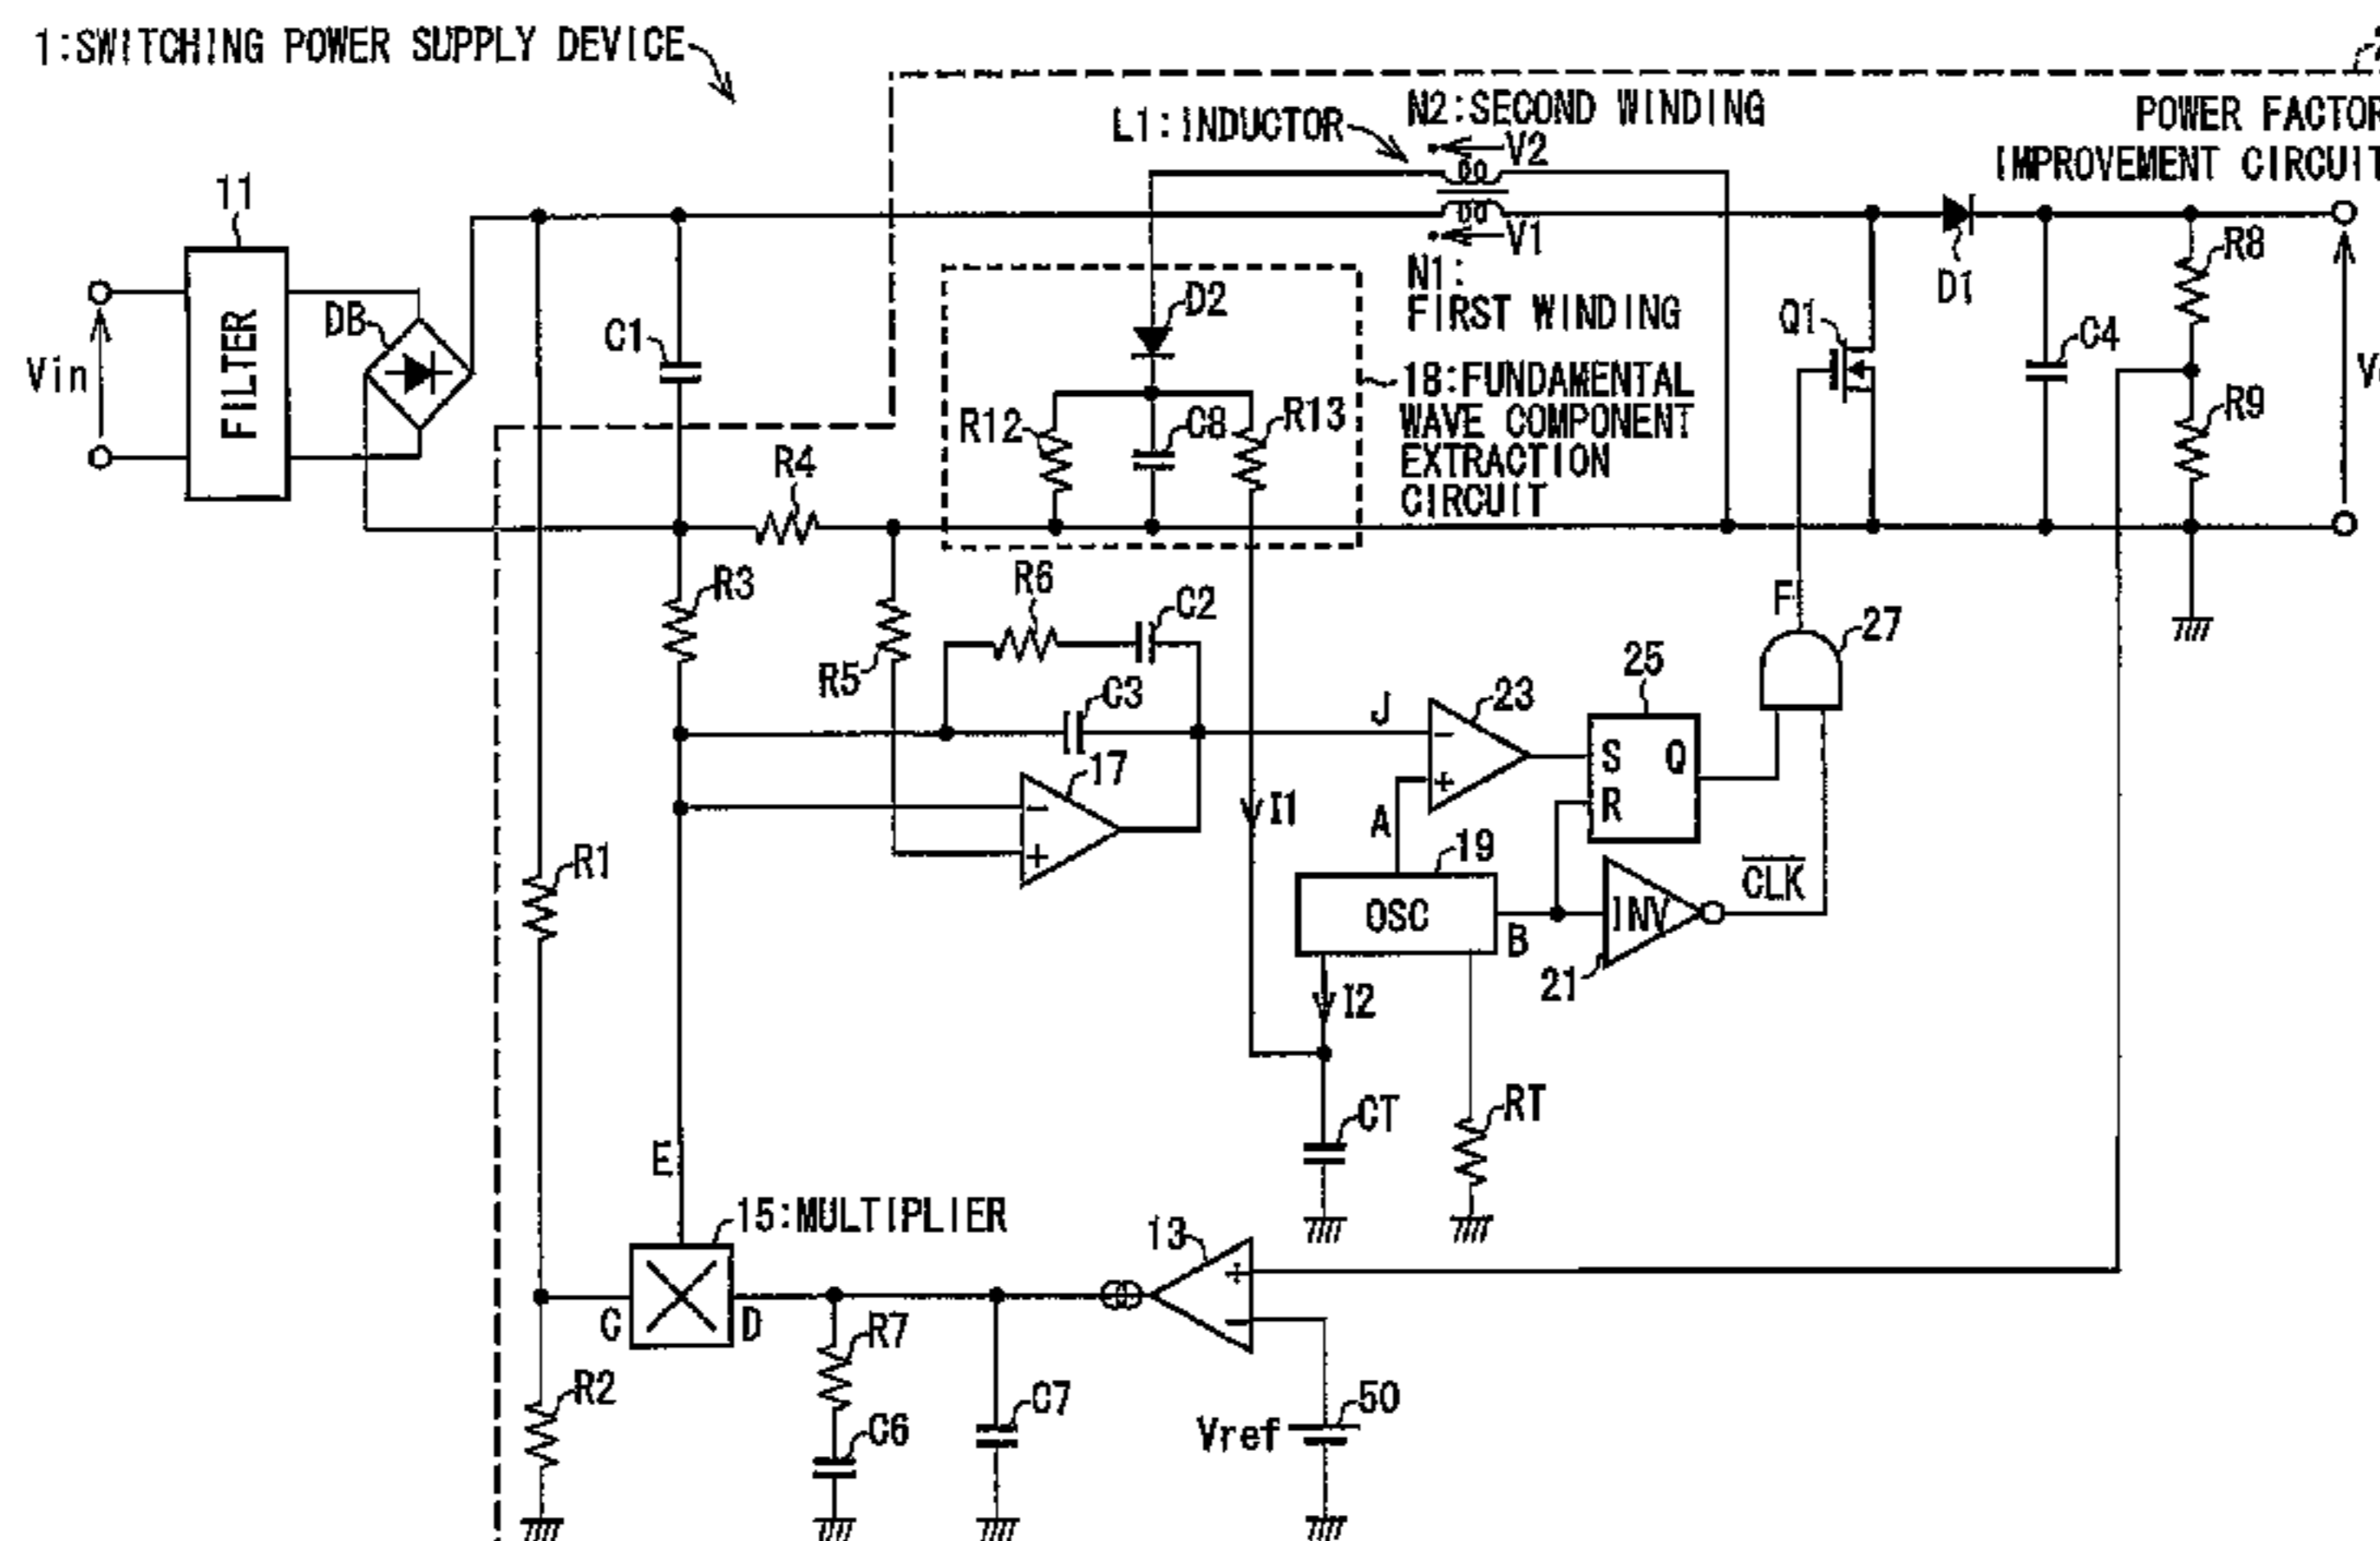 1:SWITCHING POWER SUPPLY DEVICE
POWER FACTOR
IMPROVEMENT CIRCUIT
L1:INDUCTOR
N2:SECOND WINDING
V2
V1
N1:
FIRST WINDING
11
FILTER
Vin
DB
C1
D2
R12
C8
R13
18:FUNDAMENTAL
WAVE COMPONENT
EXTRACTION
CIRCUIT
Q1
D1
C4
R8
R9
R4
R3
R5
R6
C2
C3
17
J
23
25
S Q
R
F
27
I1
A
19
OSC
B
INV
21
CLK
I2
CT
RT
R1
E
15:MULTIPLIER
C
D
13
R2
R7
C6
C7
Vref
50
+
-